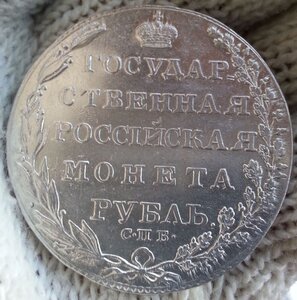 ГОСУДАР-
СТВЕННАЯ
РОССІЙСКАЯ
МОНЕТА
РУБЛЬ.
С.П.Б.